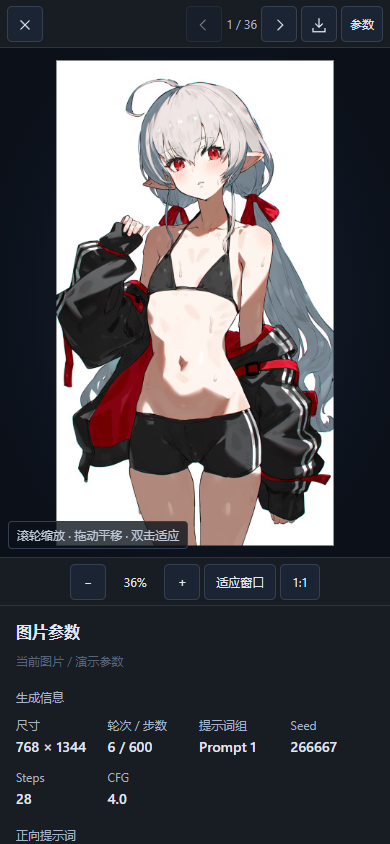 1 / 36
参数
滚轮缩放 · 拖动平移 · 双击适应
− 36% + 适应窗口 1:1
图片参数
当前图片 / 演示参数
生成信息
尺寸 轮次 / 步数 提示词组 Seed
768 × 1344 6 / 600 Prompt 1 266667
Steps CFG
28 4.0
正向提示词